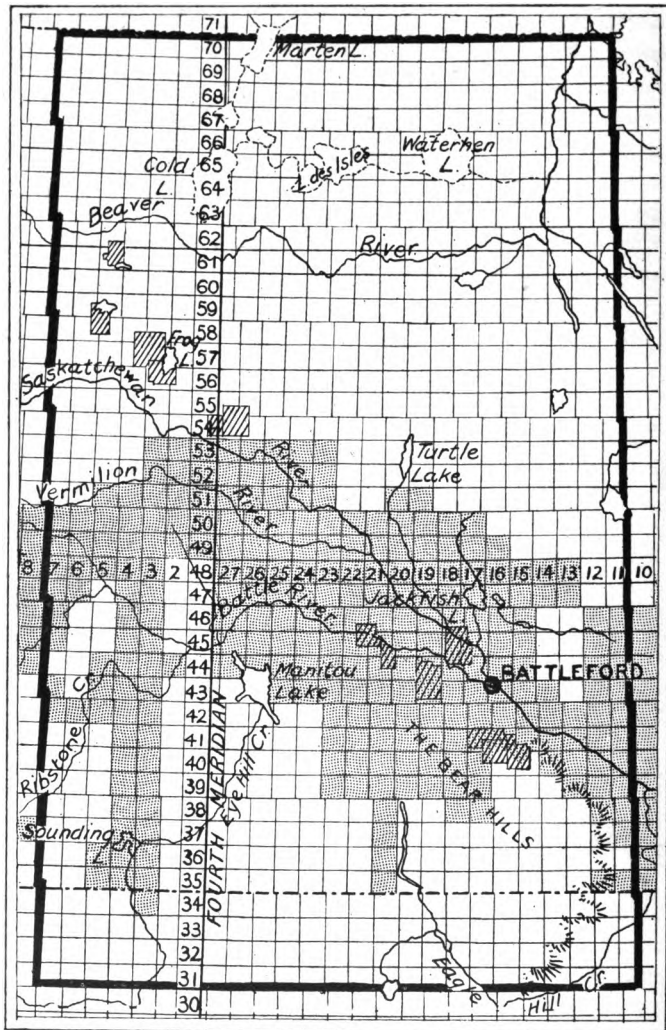 71
70
Marten L.
69
68
67
66
Cold
L.
65
L. des Isles
Waterhen
L.
64
63
Beaver
River
62
61
60
59
58
Frog
L.
57
56
Saskatchewan
River
55
54
53
Turtle
Lake
52
Vermilion
River
51
50
49
8 7 6 5 4 3 2 48 27 26 25 24 23 22 21 20 19 18 17 16 15 14 13 12 11 10
47
Battle River
Jackfish
L.
46
45
44
BATTLEFORD
Manitou
Lake
43
Ribstone
Cr.
42
41
THE BEAR HILLS
40
39
FOURTH MERIDIAN
Eye Hill Cr.
38
Sounding
L.
37
36
35
34
33
32
Eagle
Hill
Cr.
31
30